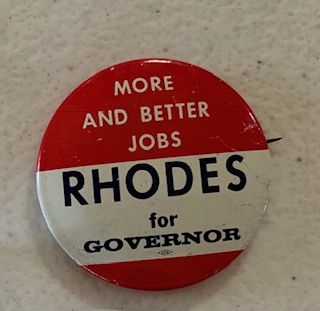 MORE
AND BETTER
JOBS
RHODES
for
GOVERNOR